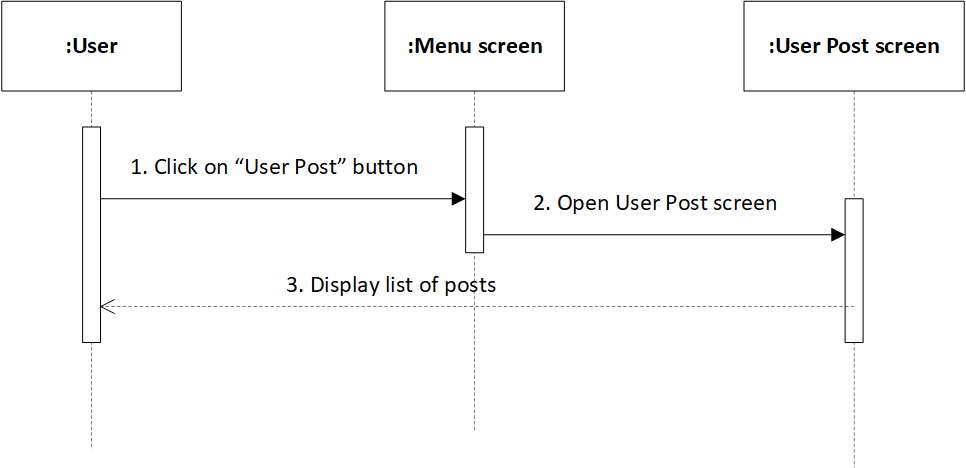 :User
:Menu screen
:User Post screen
1. Click on “User Post” button
2. Open User Post screen
3. Display list of posts